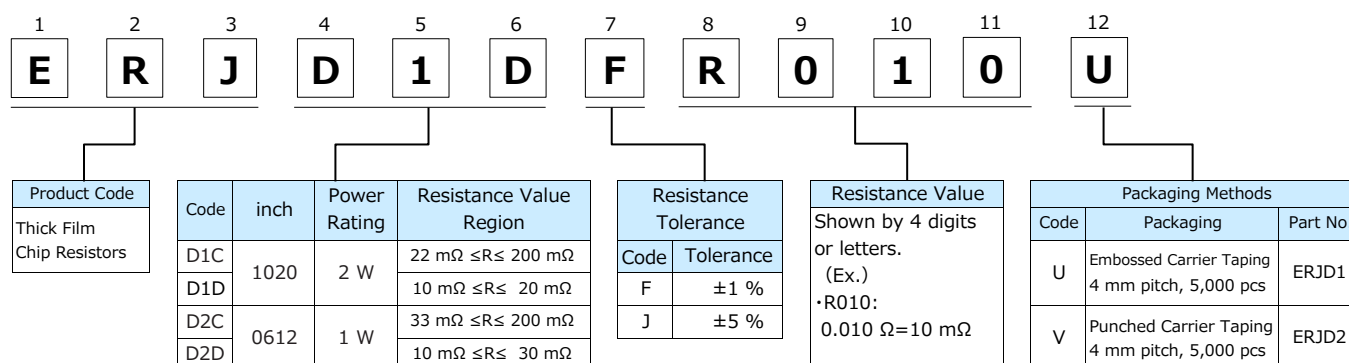 1 2 3 4 5 6 7 8 9 10 11 12
E R J D 1 D F R 0 1 0 U
Product Code
Thick Film
Chip Resistors
Code inch Power Rating Resistance Value Region
D1C 1020 2 W 22 mΩ ≤R≤ 200 mΩ
D1D 10 mΩ ≤R≤ 20 mΩ
D2C 0612 1 W 33 mΩ ≤R≤ 200 mΩ
D2D 10 mΩ ≤R≤ 30 mΩ
Resistance
Tolerance
Code Tolerance
F ±1 %
J ±5 %
Resistance Value
Shown by 4 digits
or letters.
(Ex.)
･R010:
0.010 Ω=10 mΩ
Packaging Methods
Code Packaging Part No
U Embossed Carrier Taping 4 mm pitch, 5,000 pcs ERJD1
V Punched Carrier Taping 4 mm pitch, 5,000 pcs ERJD2